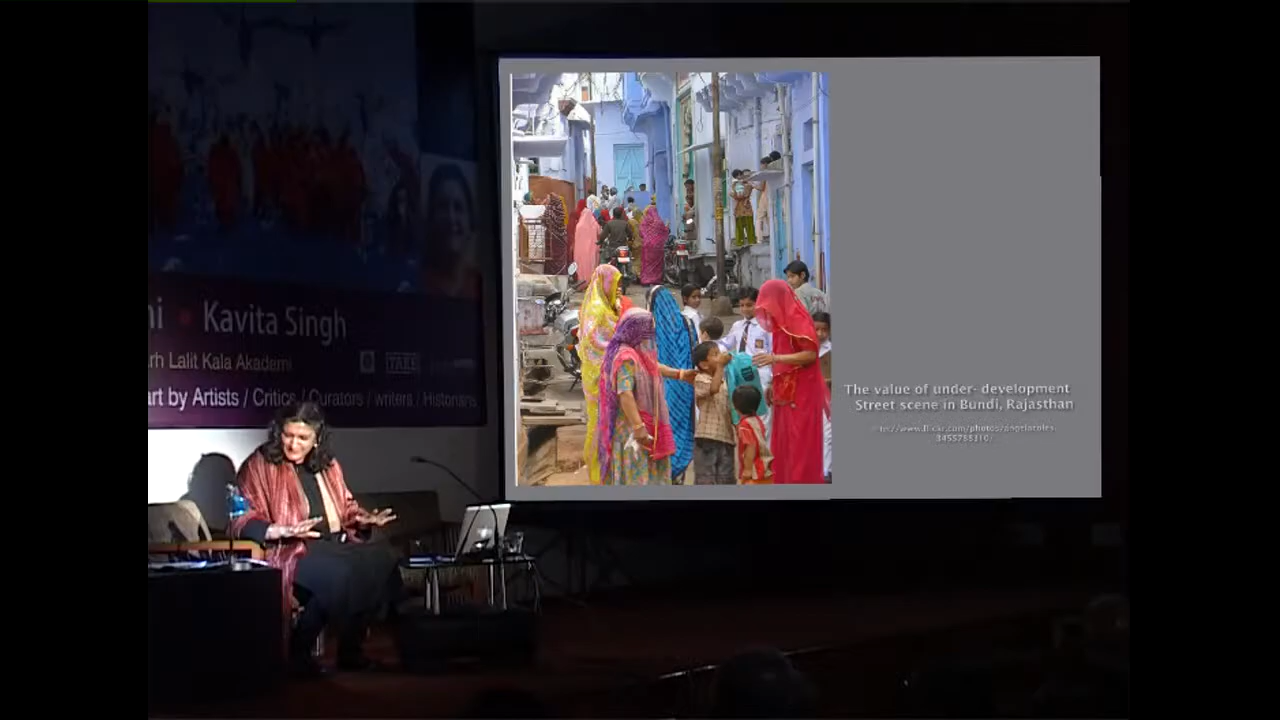 Kavita Singh
Lalit Kala Akademi
art by Artists / Critics / Curators / writers / Historians
The value of under- development
Street scene in Bundi, Rajasthan